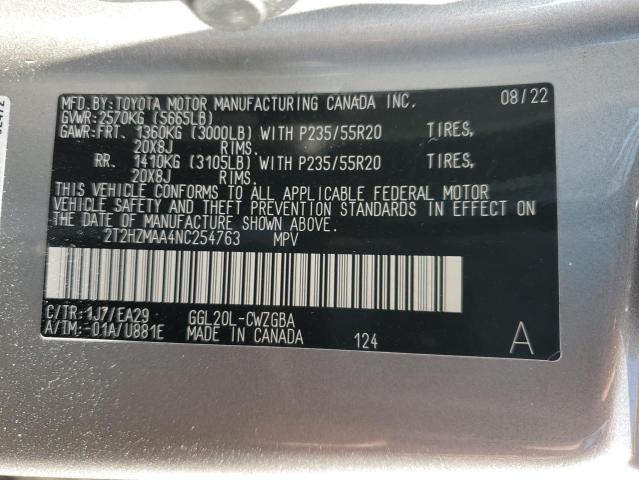 MFD.BY:TOYOTA MOTOR MANUFACTURING CANADA INC. 08/22
GVWR:2570KG (5665LB)
GAWR:FRT. 1360KG (3000LB) WITH P235/55R20 TIRES,
20X8J RIMS.
RR. 1410KG (3105LB) WITH P235/55R20 TIRES,
20X8J RIMS.
THIS VEHICLE CONFORMS TO ALL APPLICABLE FEDERAL MOTOR
VEHICLE SAFETY AND THEFT PREVENTION STANDARDS IN EFFECT ON
THE DATE OF MANUFACTURE SHOWN ABOVE.
2T2HZMAA4NC254763 MPV
C/TR:1J7/EA29 GGL20L-CWZGBA
A/TM:-01A/U881E MADE IN CANADA 124 A